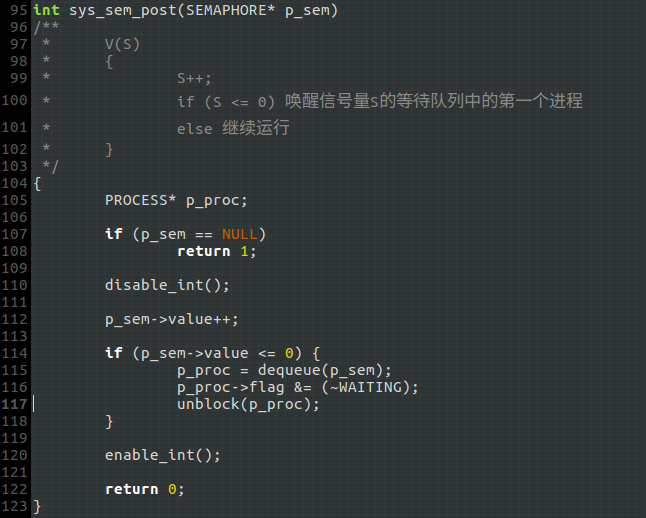 95 int sys_sem_post(SEMAPHORE* p_sem)
96 /**
97  *      V(S)
98  *      {
99  *              S++;
100  *              if (S <= 0) 唤醒信号量S的等待队列中的第一个进程
101  *              else 继续运行
102  *      }
103  */
104 {
105         PROCESS* p_proc;
106
107         if (p_sem == NULL)
108                 return 1;
109
110         disable_int();
111
112         p_sem->value++;
113
114         if (p_sem->value <= 0) {
115                 p_proc = dequeue(p_sem);
116                 p_proc->flag &= (~WAITING);
117                 unblock(p_proc);
118         }
119
120         enable_int();
121
122         return 0;
123 }